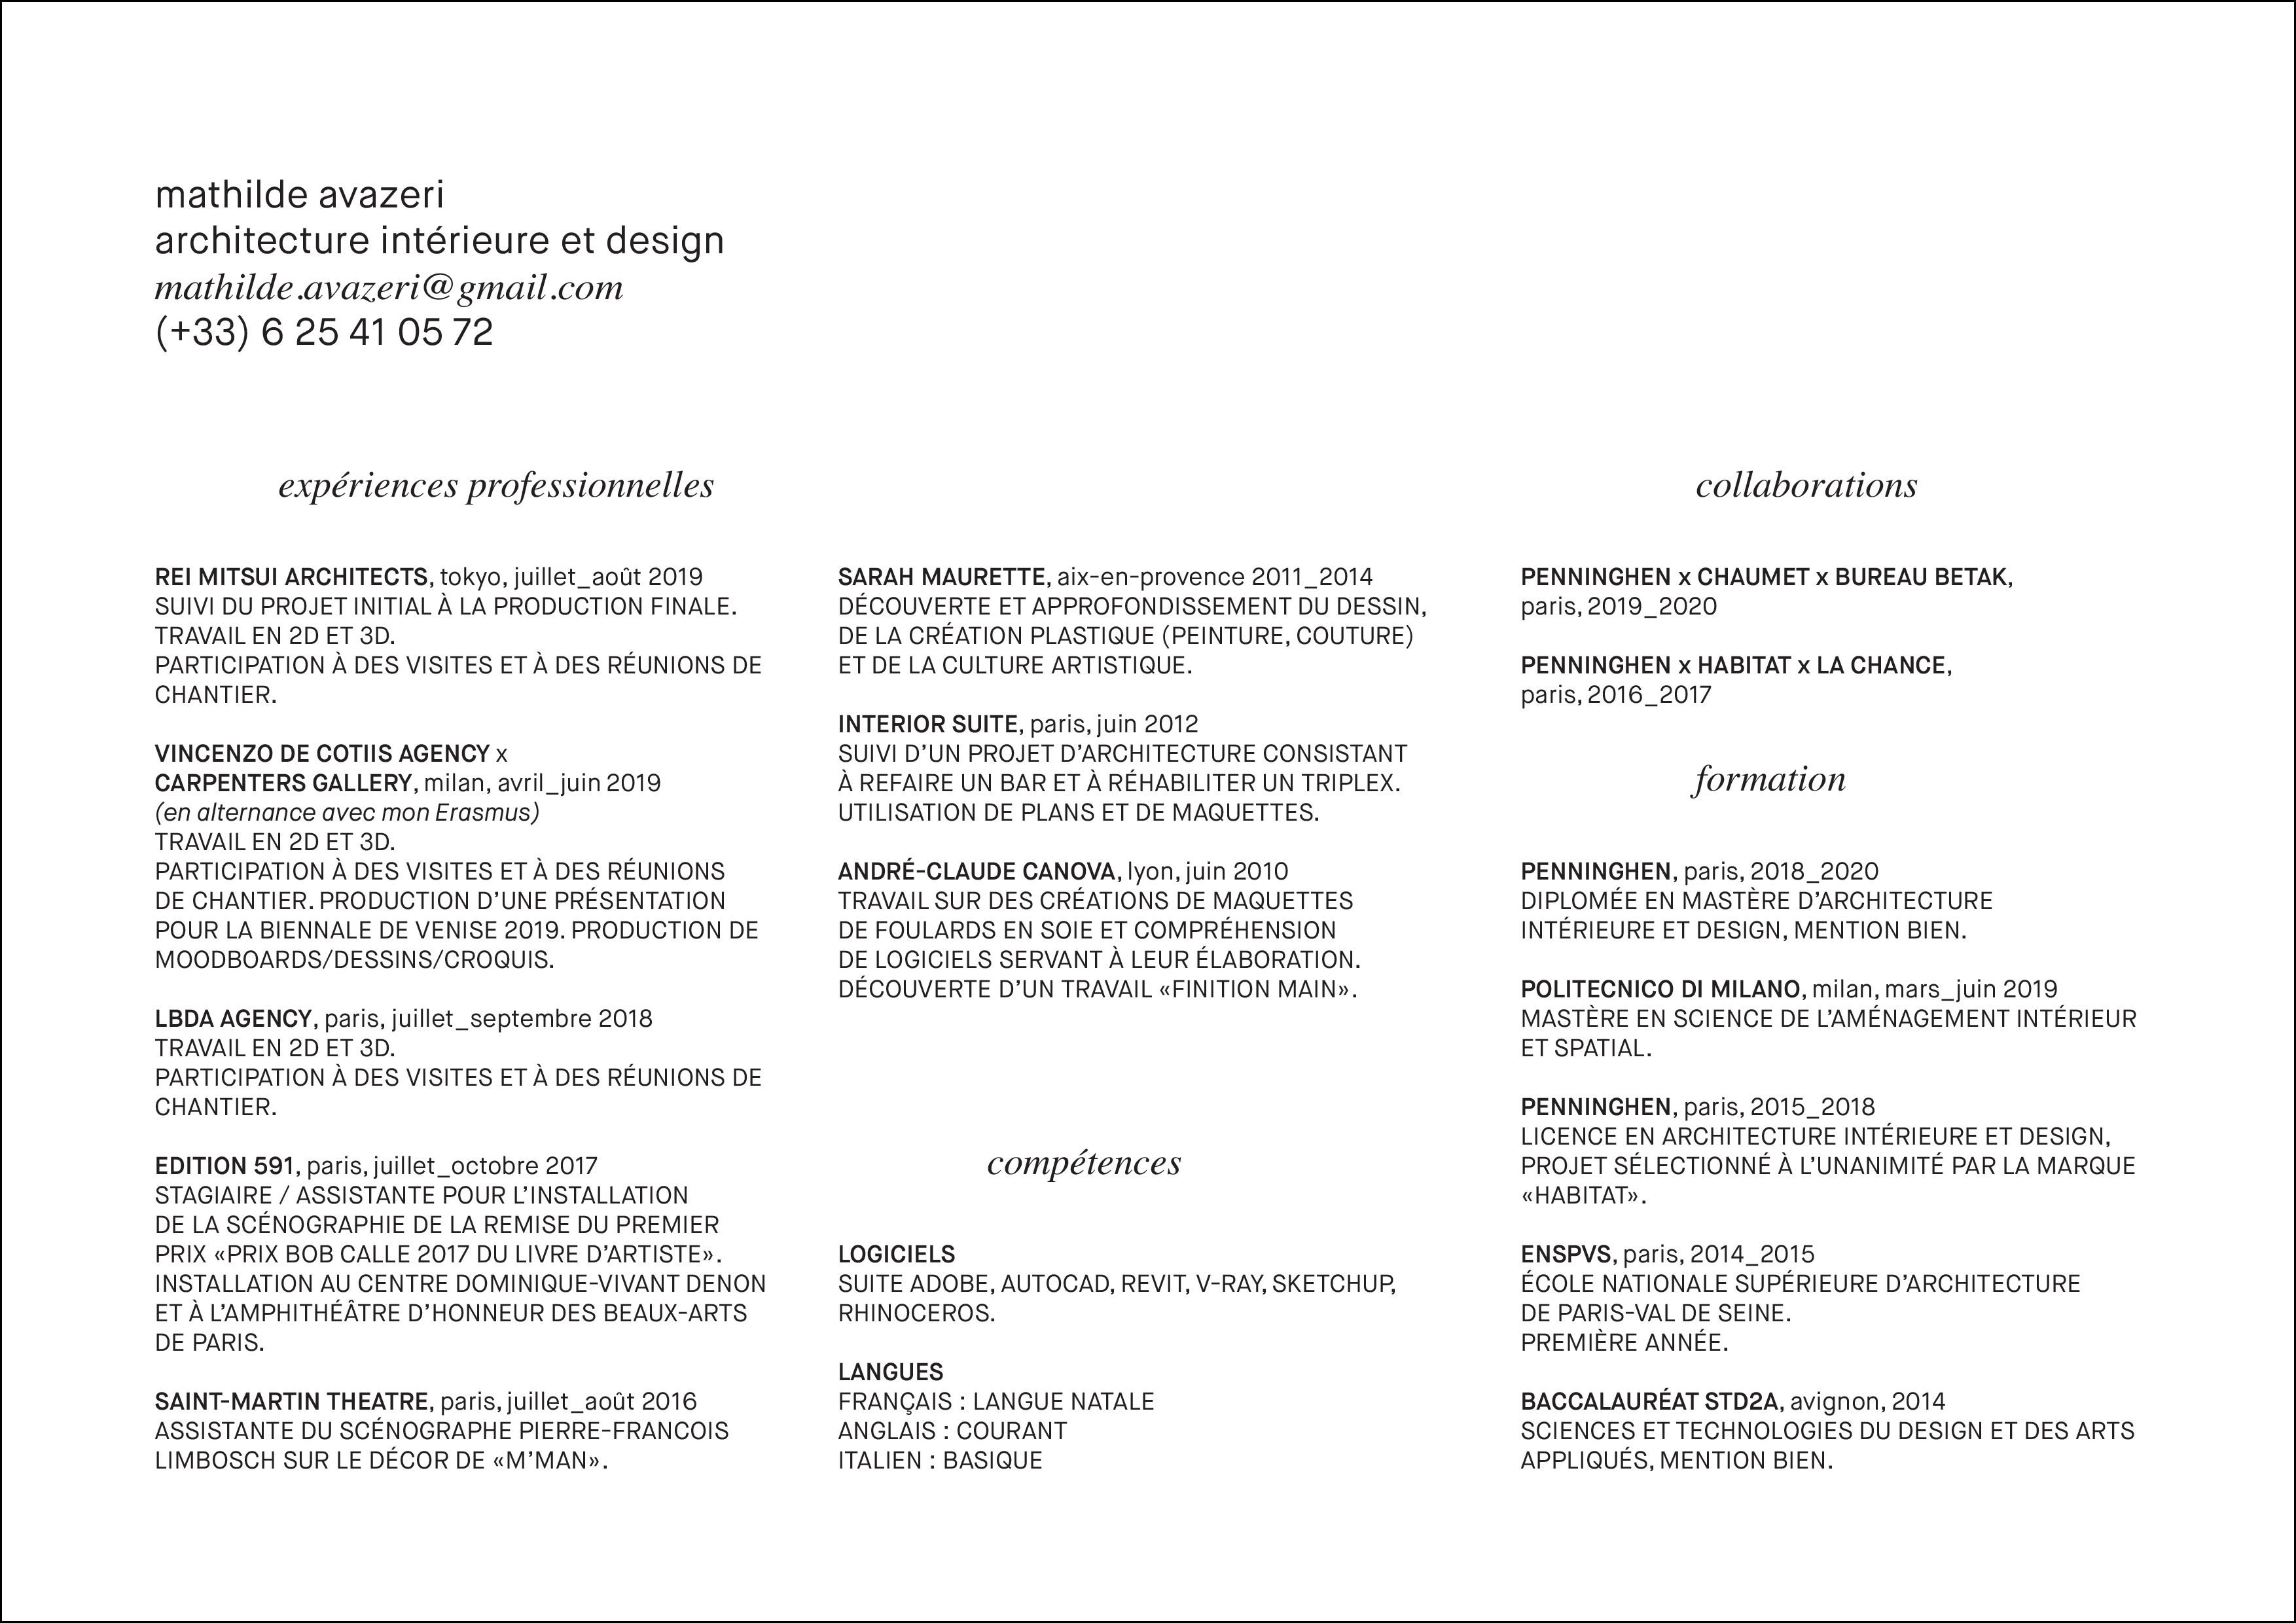 mathilde avazeri
architecture intérieure et design
mathilde.avazeri@gmail.com
(+33) 6 25 41 05 72
expériences professionnelles
REI MITSUI ARCHITECTS, tokyo, juillet_août 2019
SUIVI DU PROJET INITIAL À LA PRODUCTION FINALE.
TRAVAIL EN 2D ET 3D.
PARTICIPATION À DES VISITES ET À DES RÉUNIONS DE
CHANTIER.
VINCENZO DE COTIIS AGENCY x
CARPENTERS GALLERY, milan, avril_juin 2019
(en alternance avec mon Erasmus)
TRAVAIL EN 2D ET 3D.
PARTICIPATION À DES VISITES ET À DES RÉUNIONS
DE CHANTIER. PRODUCTION D’UNE PRÉSENTATION
POUR LA BIENNALE DE VENISE 2019. PRODUCTION DE
MOODBOARDS/DESSINS/CROQUIS.
LBDA AGENCY, paris, juillet_septembre 2018
TRAVAIL EN 2D ET 3D.
PARTICIPATION À DES VISITES ET À DES RÉUNIONS DE
CHANTIER.
EDITION 591, paris, juillet_octobre 2017
STAGIAIRE / ASSISTANTE POUR L’INSTALLATION
DE LA SCÉNOGRAPHIE DE LA REMISE DU PREMIER
PRIX «PRIX BOB CALLE 2017 DU LIVRE D’ARTISTE».
INSTALLATION AU CENTRE DOMINIQUE-VIVANT DENON
ET À L’AMPHITHÉÂTRE D’HONNEUR DES BEAUX-ARTS
DE PARIS.
SAINT-MARTIN THEATRE, paris, juillet_août 2016
ASSISTANTE DU SCÉNOGRAPHE PIERRE-FRANCOIS
LIMBOSCH SUR LE DÉCOR DE «M’MAN».
SARAH MAURETTE, aix-en-provence 2011_2014
DÉCOUVERTE ET APPROFONDISSEMENT DU DESSIN,
DE LA CRÉATION PLASTIQUE (PEINTURE, COUTURE)
ET DE LA CULTURE ARTISTIQUE.
INTERIOR SUITE, paris, juin 2012
SUIVI D’UN PROJET D’ARCHITECTURE CONSISTANT
À REFAIRE UN BAR ET À RÉHABILITER UN TRIPLEX.
UTILISATION DE PLANS ET DE MAQUETTES.
ANDRÉ-CLAUDE CANOVA, lyon, juin 2010
TRAVAIL SUR DES CRÉATIONS DE MAQUETTES
DE FOULARDS EN SOIE ET COMPRÉHENSION
DE LOGICIELS SERVANT À LEUR ÉLABORATION.
DÉCOUVERTE D’UN TRAVAIL «FINITION MAIN».
compétences
LOGICIELS
SUITE ADOBE, AUTOCAD, REVIT, V-RAY, SKETCHUP,
RHINOCEROS.
LANGUES
FRANÇAIS : LANGUE NATALE
ANGLAIS : COURANT
ITALIEN : BASIQUE
collaborations
PENNINGHEN x CHAUMET x BUREAU BETAK,
paris, 2019_2020
PENNINGHEN x HABITAT x LA CHANCE,
paris, 2016_2017
formation
PENNINGHEN, paris, 2018_2020
DIPLOMÉE EN MASTÈRE D’ARCHITECTURE
INTÉRIEURE ET DESIGN, MENTION BIEN.
POLITECNICO DI MILANO, milan, mars_juin 2019
MASTÈRE EN SCIENCE DE L’AMÉNAGEMENT INTÉRIEUR
ET SPATIAL.
PENNINGHEN, paris, 2015_2018
LICENCE EN ARCHITECTURE INTÉRIEURE ET DESIGN,
PROJET SÉLECTIONNÉ À L’UNANIMITÉ PAR LA MARQUE
«HABITAT».
ENSPVS, paris, 2014_2015
ÉCOLE NATIONALE SUPÉRIEURE D’ARCHITECTURE
DE PARIS-VAL DE SEINE.
PREMIÈRE ANNÉE.
BACCALAURÉAT STD2A, avignon, 2014
SCIENCES ET TECHNOLOGIES DU DESIGN ET DES ARTS
APPLIQUÉS, MENTION BIEN.